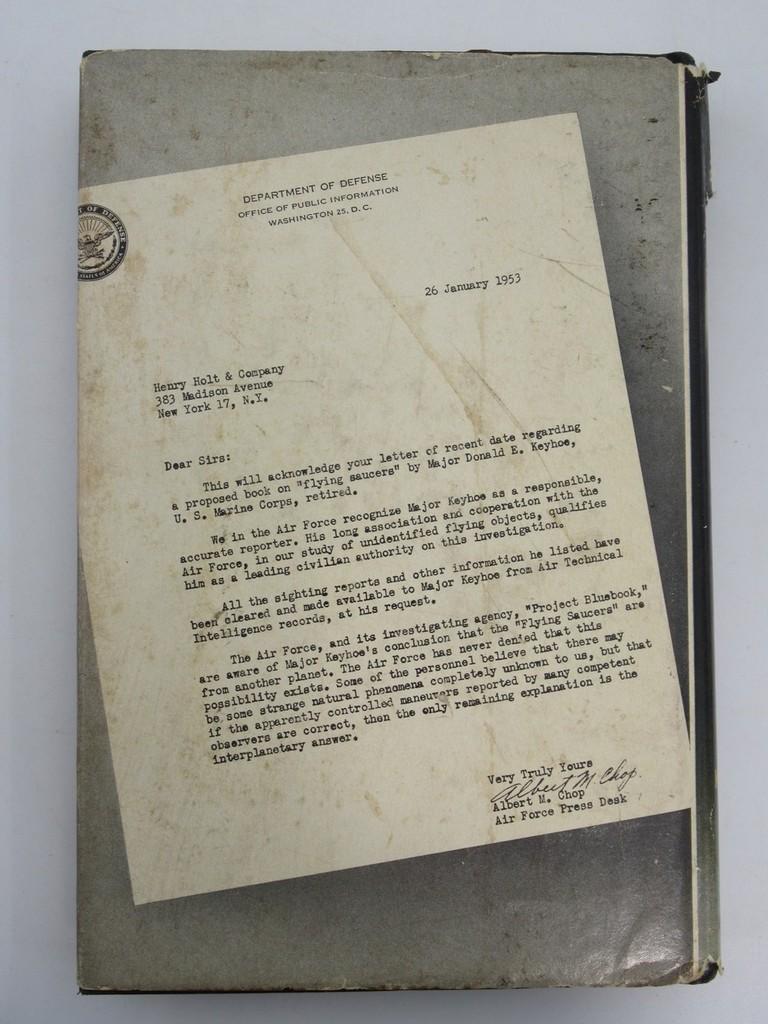 DEPARTMENT OF DEFENSE
OFFICE OF PUBLIC INFORMATION
WASHINGTON 25, D. C.
T OF DEFENSE
STATES OF AMERICA
26 January 1953
Henry Holt & Company
383 Madison Avenue
New York 17, N.Y.
Dear Sirs:
This will acknowledge your letter of recent date regarding
a proposed book on "flying saucers" by Major Donald E. Keyhoe,
U. S. Marine Corps, retired.
We in the Air Force recognize Major Keyhoe as a responsible,
accurate reporter. His long association and cooperation with the
Air Force, in our study of unidentified flying objects, qualifies
him as a leading civilian authority on this investigation.
All the sighting reports and other information he listed have
been cleared and made available to Major Keyhoe from Air Technical
Intelligence records, at his request.
The Air Force, and its investigating agency, "Project Bluebook,"
are aware of Major Keyhoe's conclusion that the "Flying Saucers" are
from another planet. The Air Force has never denied that this
possibility exists. Some of the personnel believe that there may
be some strange natural phenomena completely unknown to us, but that
if the apparently controlled maneuvers reported by many competent
observers are correct, then the only remaining explanation is the
interplanetary answer.
Very Truly Yours
Albert M Chop.
Albert M. Chop
Air Force Press Desk